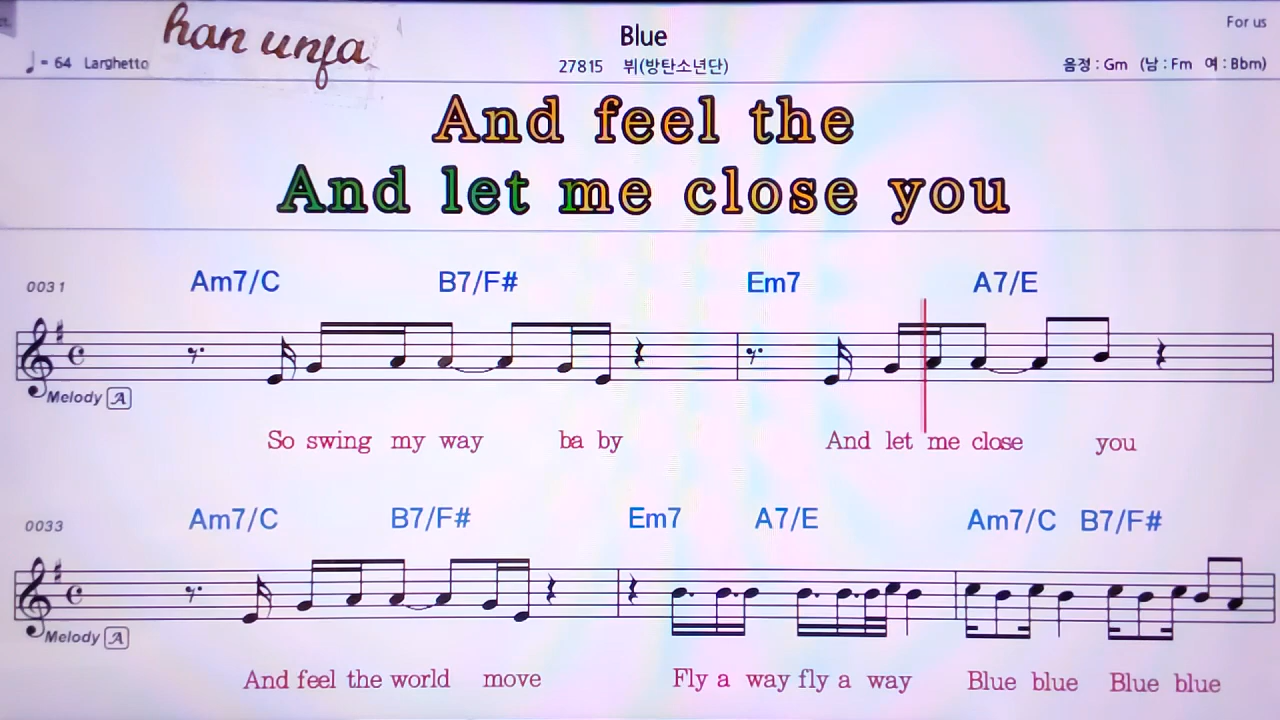 han unja
Blue
For us
♩= 64 Larghetto
27815 뷔(방탄소년단)
음정 : Gm (남 : Fm 여 : Bbm)
And feel the
And let me close you
0031 Am7/C B7/F# Em7 A7/E
Melody A
So swing my way ba by And let me close you
0033 Am7/C B7/F# Em7 A7/E Am7/C B7/F#
Melody A
And feel the world move Fly a way fly a way Blue blue Blue blue